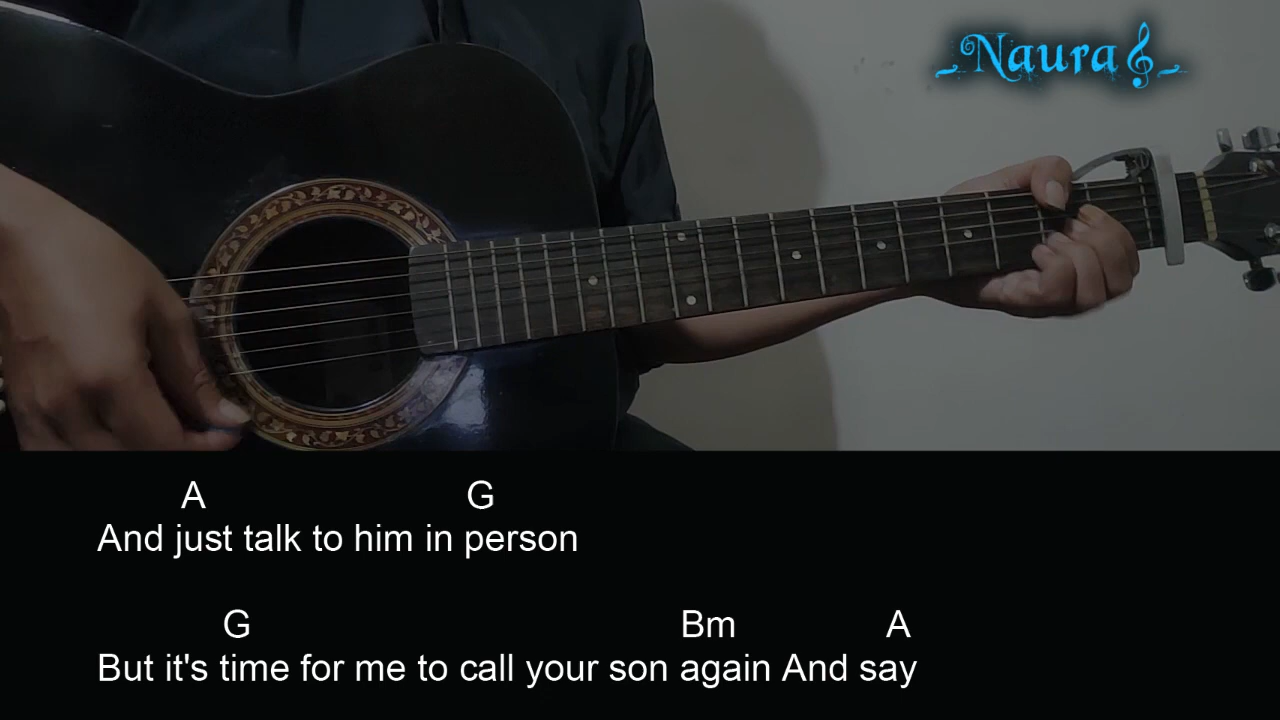 Naura
A G
And just talk to him in person
G Bm A
But it's time for me to call your son again And say